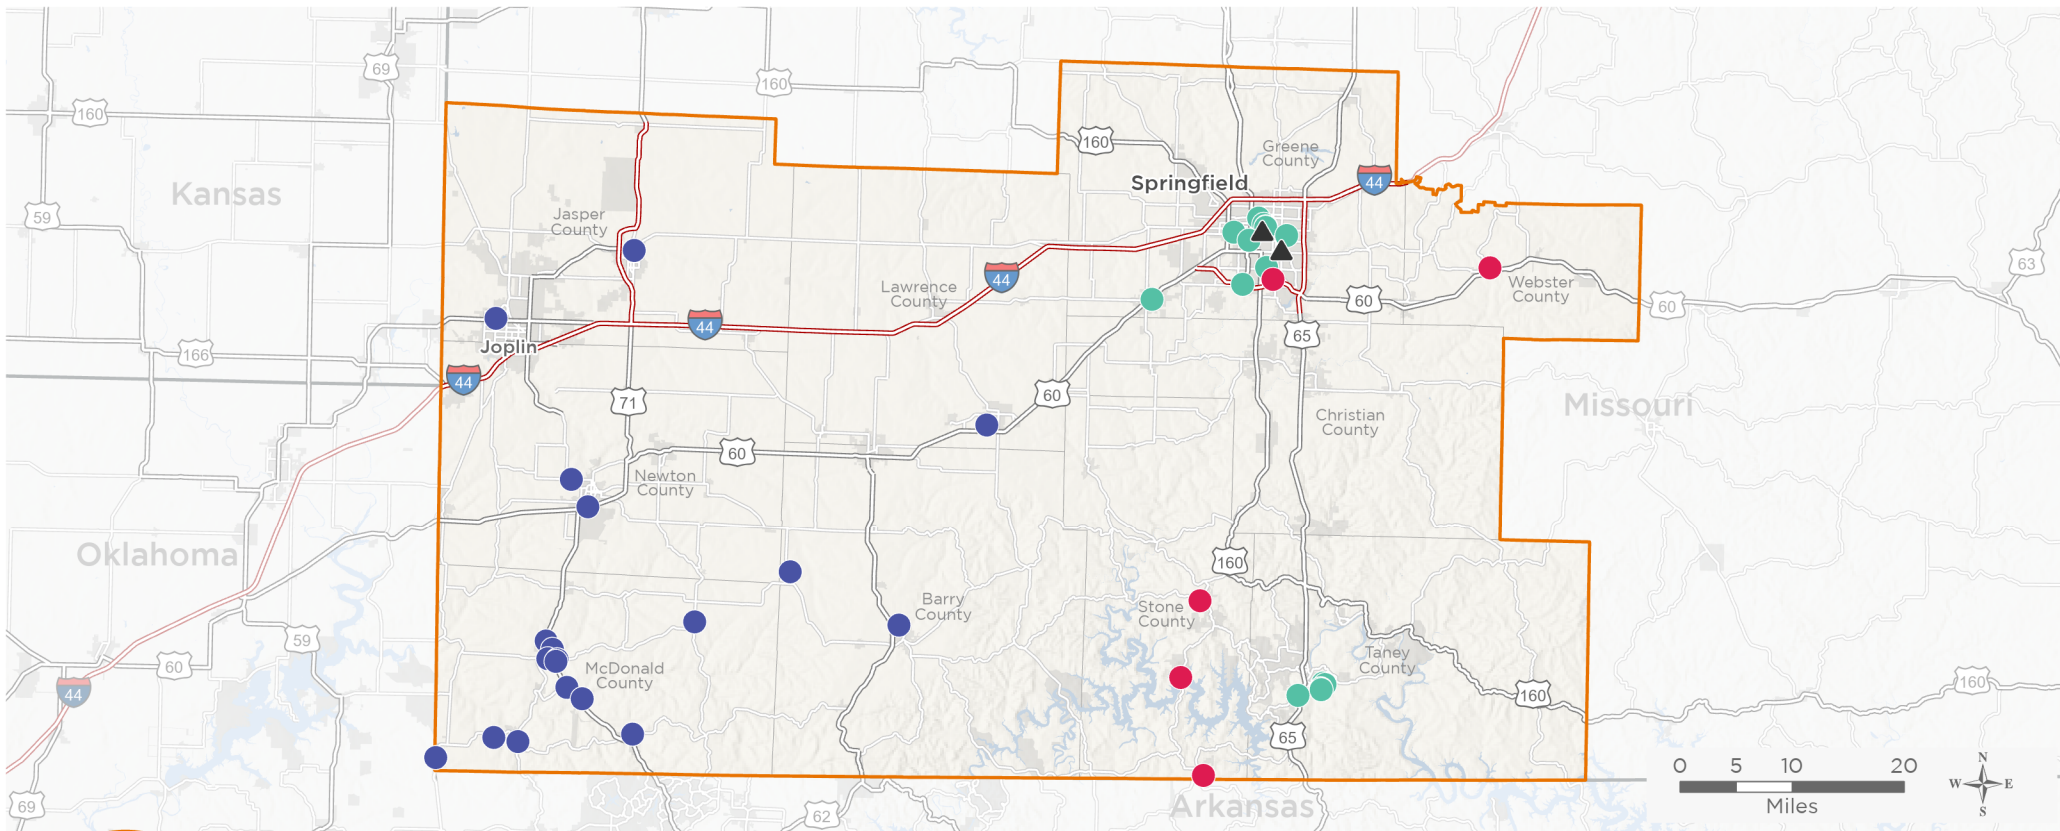 69
160
160
160
Greene
County
Springfield
44
Kansas
59
Jasper
County
Lawrence
County
44
63
Webster
County
60
60
44
65
166
Joplin
44
71
60
Missouri
Christian
County
60
Newton
County
Oklahoma
160
Barry
County
Stone
County
59
60
McDonald
County
Taney
County
44
160
160
65
0
5
10
20
Miles
N
W
E
S
69
62
Arkansas